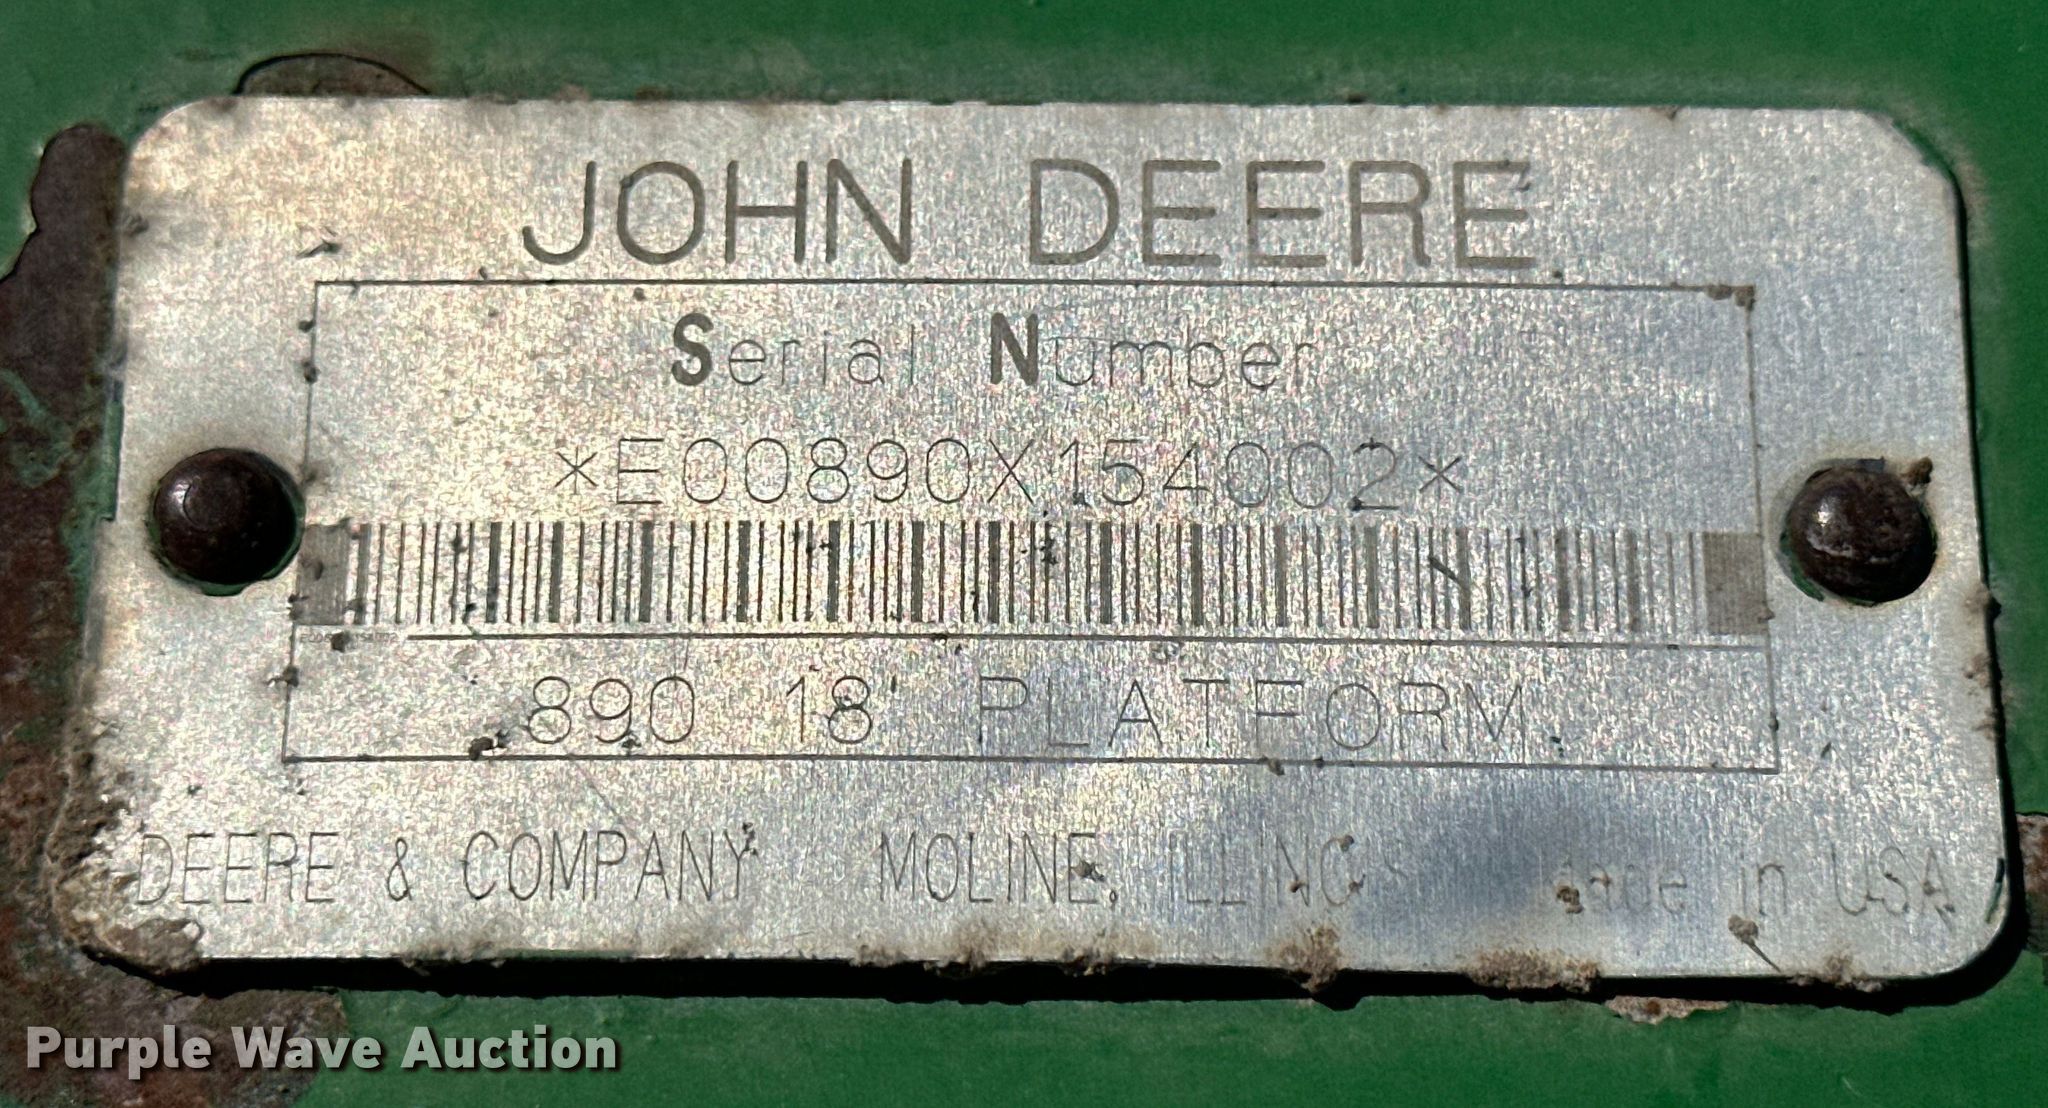 JOHN DEERE
Serial Number
*E00890X154002*
890 18' PLATFORM
DEERE & COMPANY MOLINE, ILLINOIS Made in USA
Purple Wave Auction